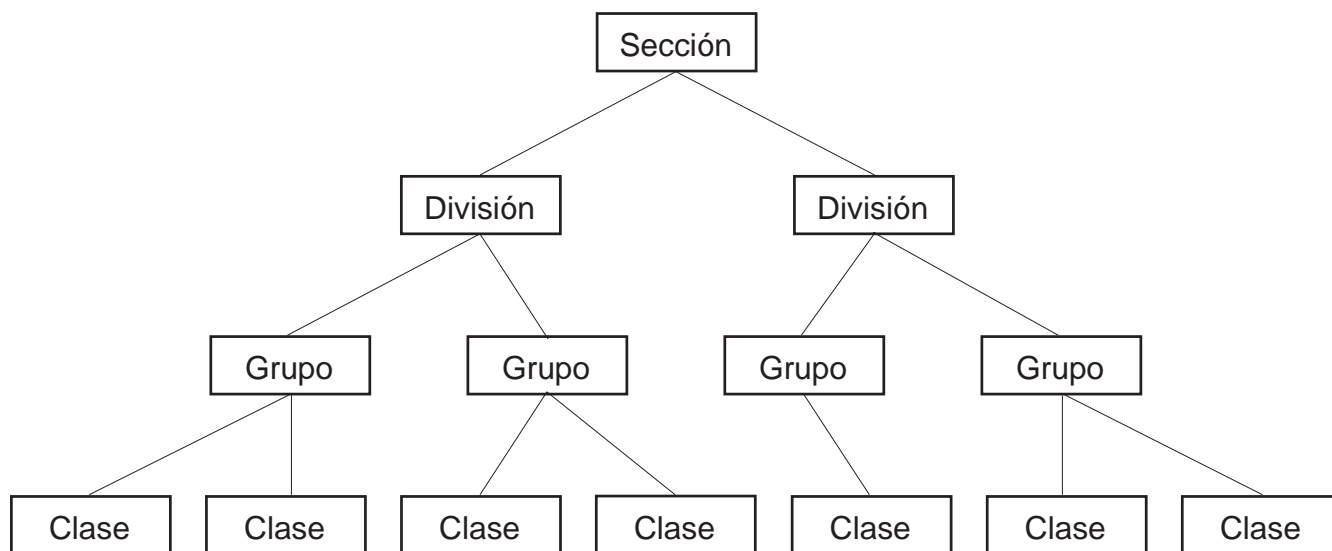 Sección
División División
Grupo Grupo Grupo Grupo
Clase Clase Clase Clase Clase Clase Clase